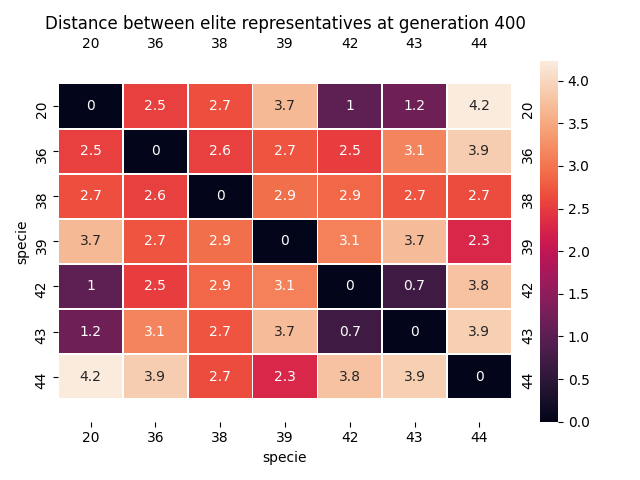 Distance between elite representatives at generation 400
20 36 38 39 42 43 44
20 0 2.5 2.7 3.7 1 1.2 4.2 20
36 2.5 0 2.6 2.7 2.5 3.1 3.9 36
38 2.7 2.6 0 2.9 2.9 2.7 2.7 38
39 3.7 2.7 2.9 0 3.1 3.7 2.3 39
42 1 2.5 2.9 3.1 0 0.7 3.8 42
43 1.2 3.1 2.7 3.7 0.7 0 3.9 43
44 4.2 3.9 2.7 2.3 3.8 3.9 0 44
specie
20 36 38 39 42 43 44
specie
4.0
3.5
3.0
2.5
2.0
1.5
1.0
0.5
0.0